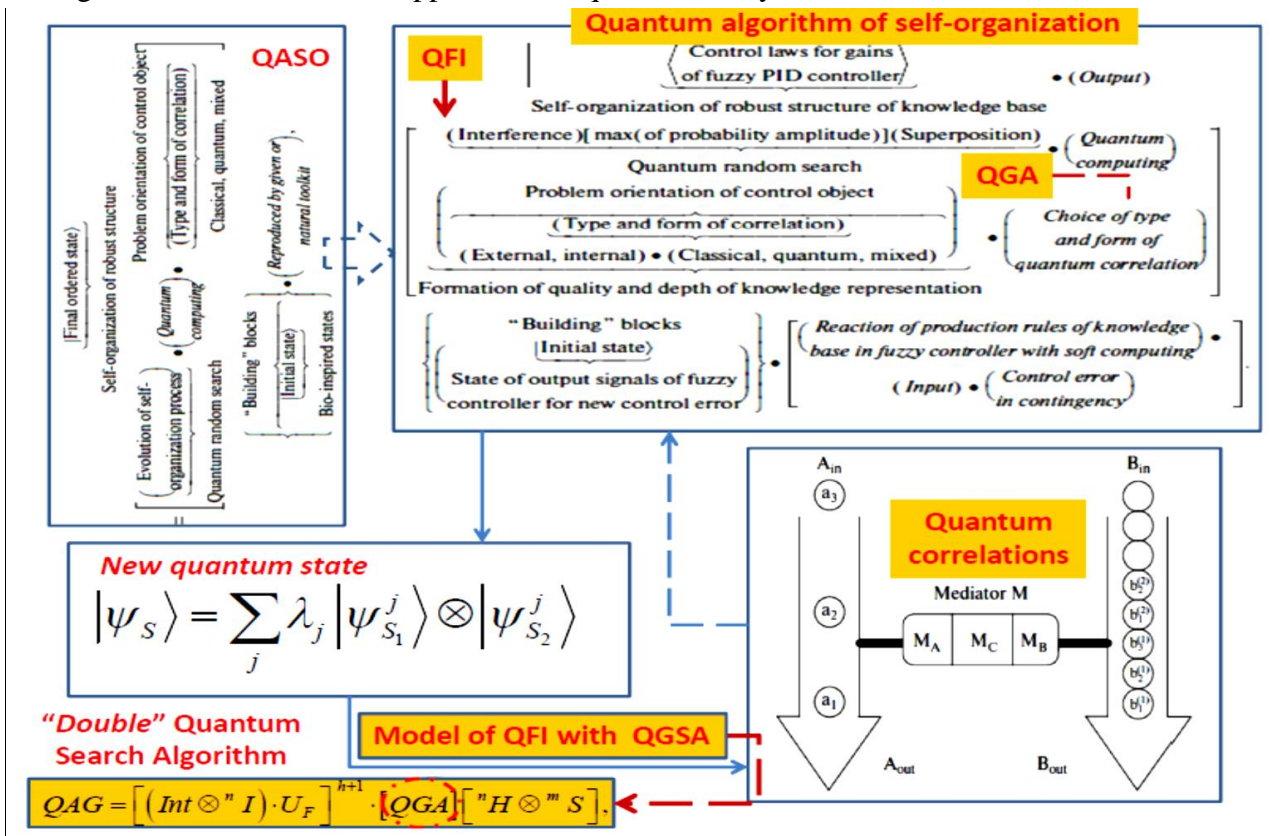 Quantum algorithm of self-organization
QASO
|Final ordered state⟩
Self-organization of robust structure
Problem orientation of control object
(Type and form of correlation)
Classical, quantum, mixed
Evolution of self-
organization process
Quantum random search
• (Quantum
computing)
"Building" blocks
|Initial state⟩
Bio-inspired states
• (Reproduced by given or
natural toolkit)
=
QFI
Control laws for gains
of fuzzy PID controller
• (Output)
Self-organization of robust structure of knowledge base
(Interference)[max(of probability amplitude)](Superposition)
• (Quantum
computing)
Quantum random search
QGA
Problem orientation of control object
(Type and form of correlation)
(External, internal) • (Classical, quantum, mixed)
• (Choice of type
and form of
quantum correlation)
Formation of quality and depth of knowledge representation
"Building" blocks
|Initial state⟩
State of output signals of fuzzy
controller for new control error
• [(Reaction of production rules of knowledge
base in fuzzy controller with soft computing) •
(Input) • (Control error
in contingency)].
New quantum state
|ψ_S⟩ = ∑_j λ_j |ψ^j_{S_1}⟩ ⊗ |ψ^j_{S_2}⟩
A_in
B_in
a_3
Quantum
correlations
b_2^(2)
Mediator M
a_2
b_1^(2)
M_A M_C M_B
b_3^(1)
b_2^(1)
a_1
b_1^(1)
A_out
B_out
"Double" Quantum
Search Algorithm
Model of QFI with QGSA
QAG = [(Int ⊗ ^n I) · U_F]^{h+1} · [QGA] [^n H ⊗ ^m S],